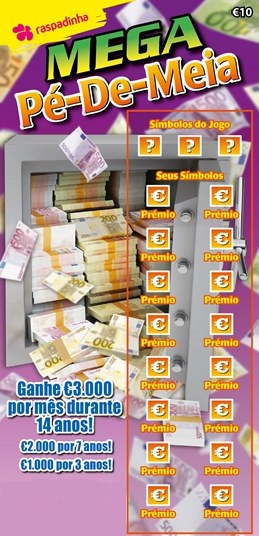 raspadinha
€10
MEGA
Pé-De-Meia
Símbolos do Jogo
? ? ?
Seus Símbolos
€ €
Prémio Prémio
€ €
Prémio Prémio
€ €
Prémio Prémio
€ €
Prémio Prémio
€ €
Prémio Prémio
€ €
Prémio Prémio
€ €
Prémio Prémio
€ €
Prémio Prémio
Ganhe €3.000
por mês durante
14 anos!
€2.000 por 7 anos!
€1.000 por 3 anos!
500
200